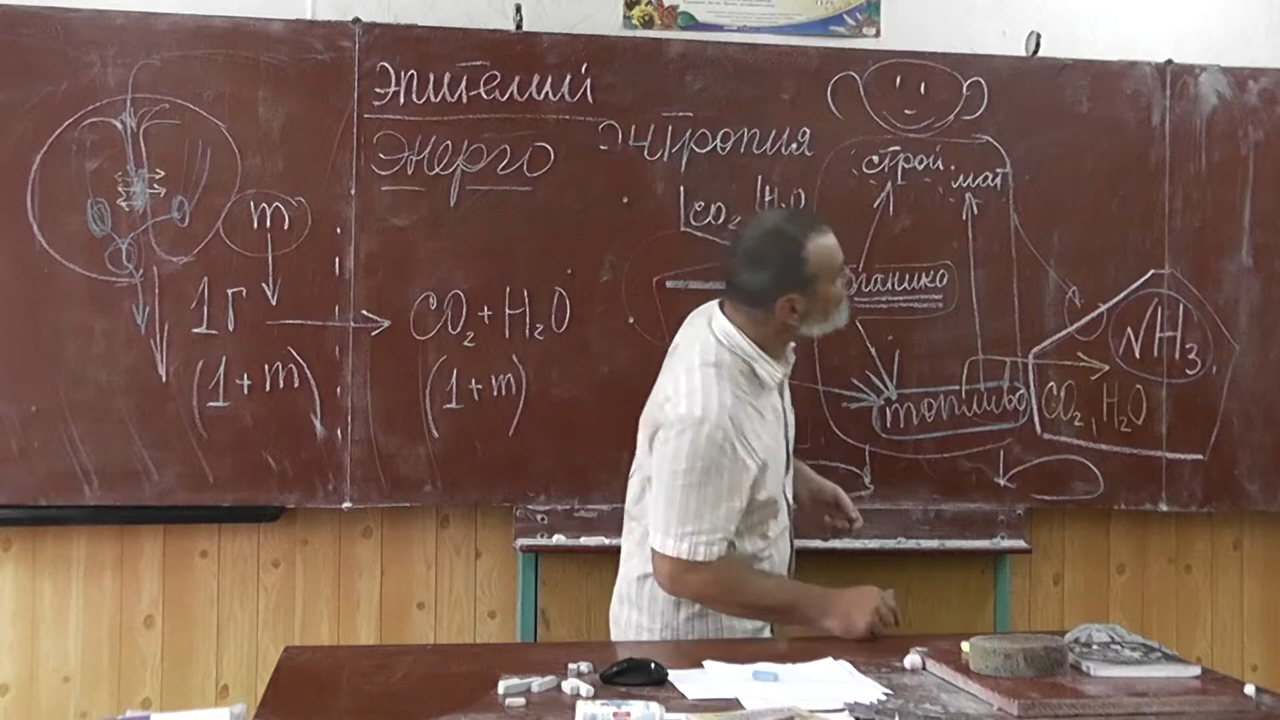 эпителий
энерго
энтропия
CO₂ H₂O
строй.
мат
m
1г
CO₂+H₂O
(1+m)
(1+m)
топливо
NH₃
CO₂, H₂O